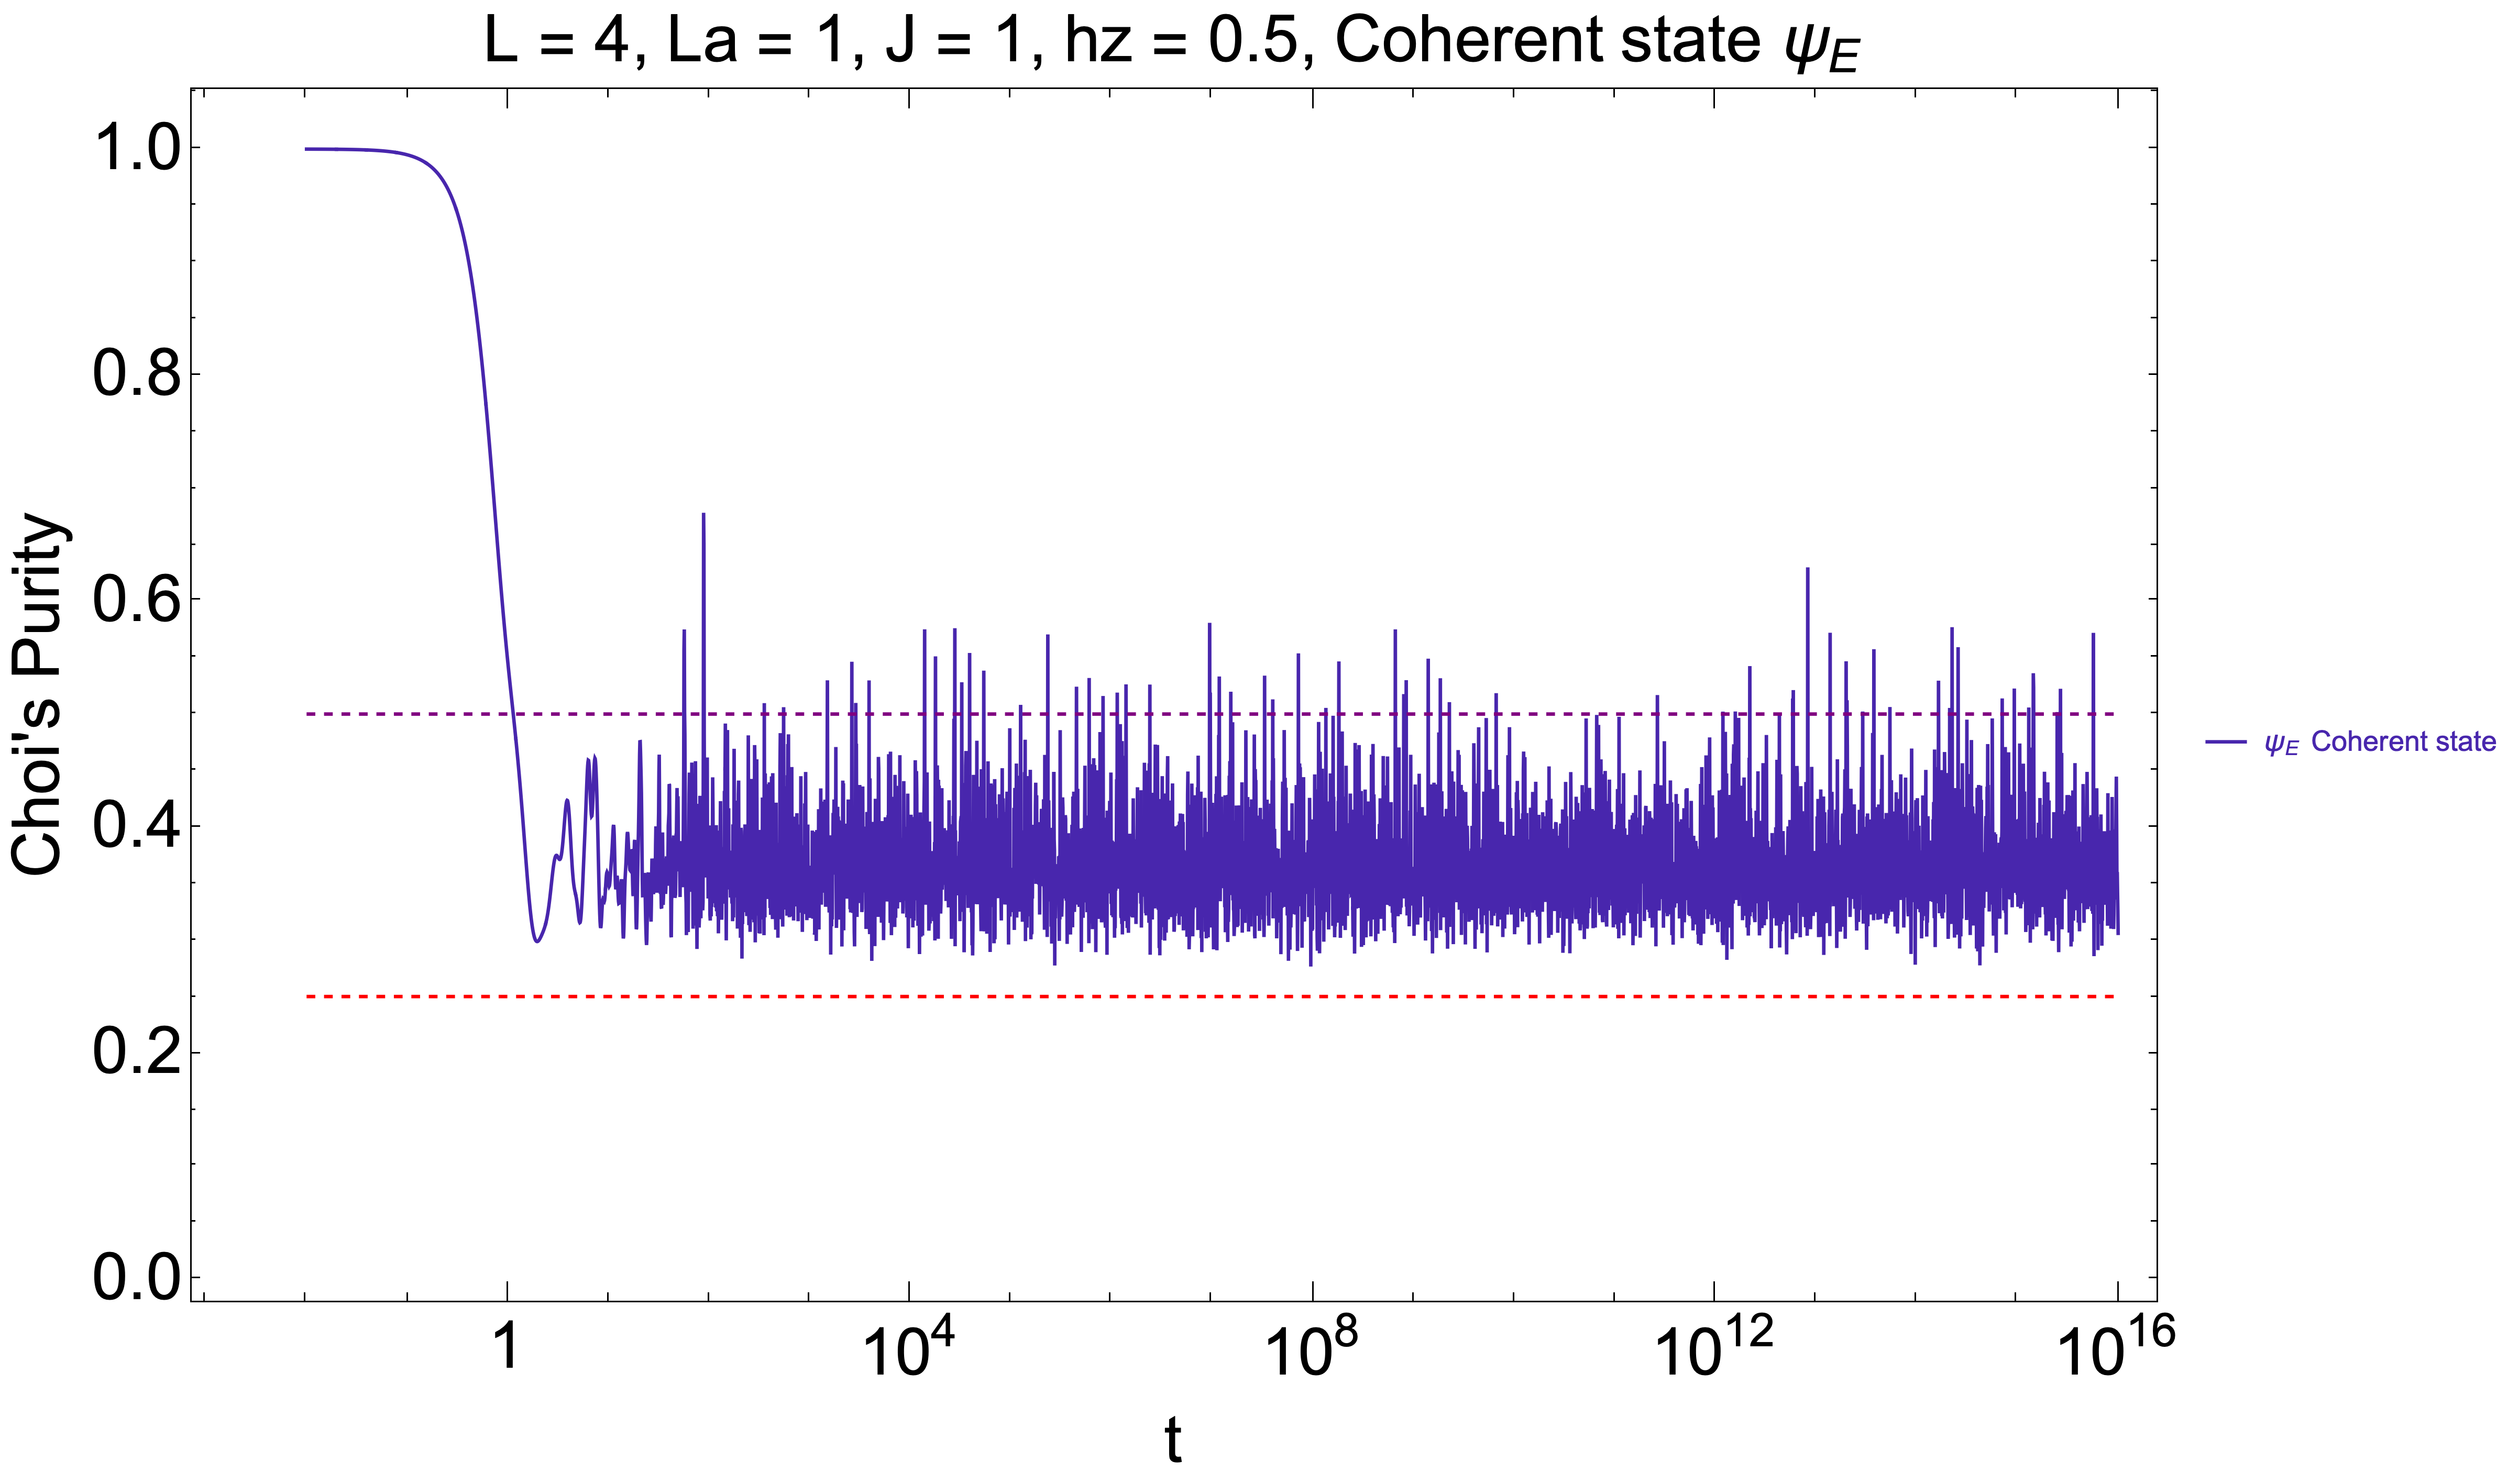 L = 4, La = 1, J = 1, hz = 0.5, Coherent state ψE
Choi's Purity
1.0
0.8
0.6
0.4
0.2
0.0
1
10^4
10^8
10^12
10^16
t
ψE Coherent state